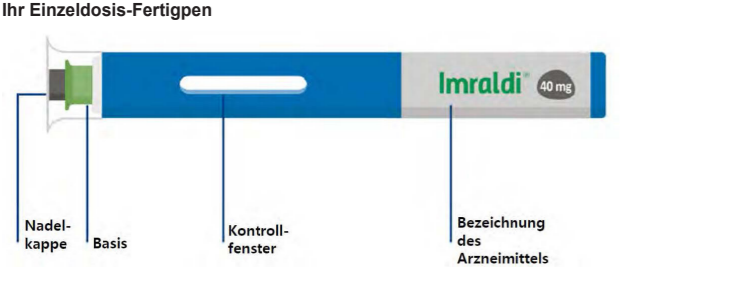 Ihr Einzeldosis-Fertigpen
Imraldi®
40 mg
Nadel-
kappe
Basis
Kontroll-
fenster
Bezeichnung
des
Arzneimittels